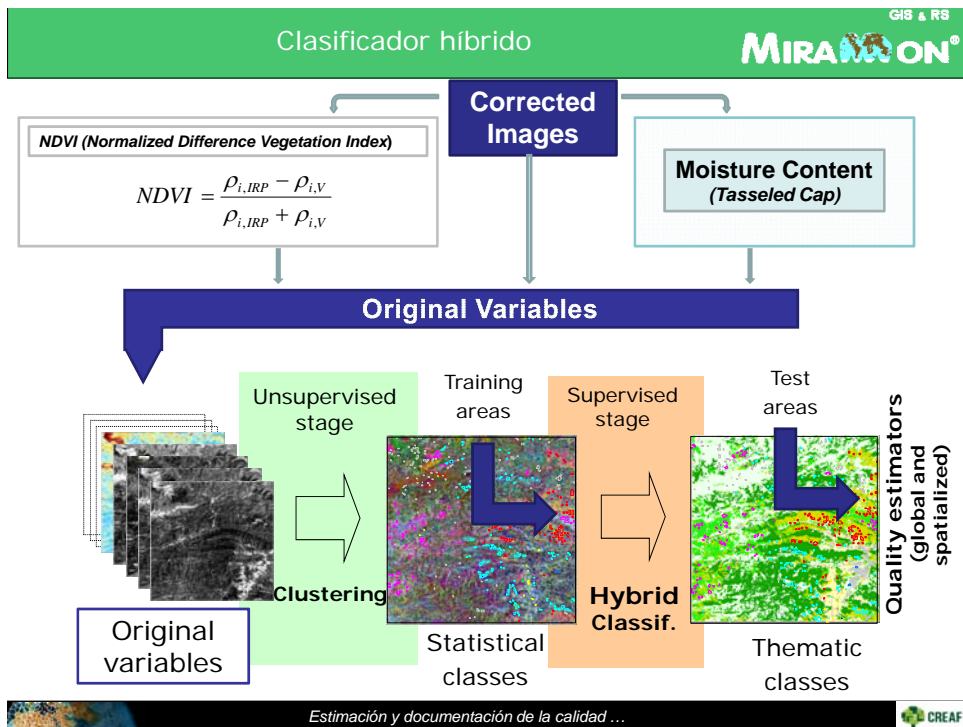 GIS & RS
Clasificador híbrido
MIRAMON®
Corrected
Images
NDVI (Normalized Difference Vegetation Index)
NDVI = (ρi,IRP − ρi,V) / (ρi,IRP + ρi,V)
Moisture Content
(Tasseled Cap)
Original Variables
Unsupervised
stage
Training
areas
Supervised
stage
Test
areas
Quality estimators
(global and
spatialized)
Clustering
Hybrid
Classif.
Original
variables
Statistical
classes
Thematic
classes
Estimación y documentación de la calidad ...
CREAF